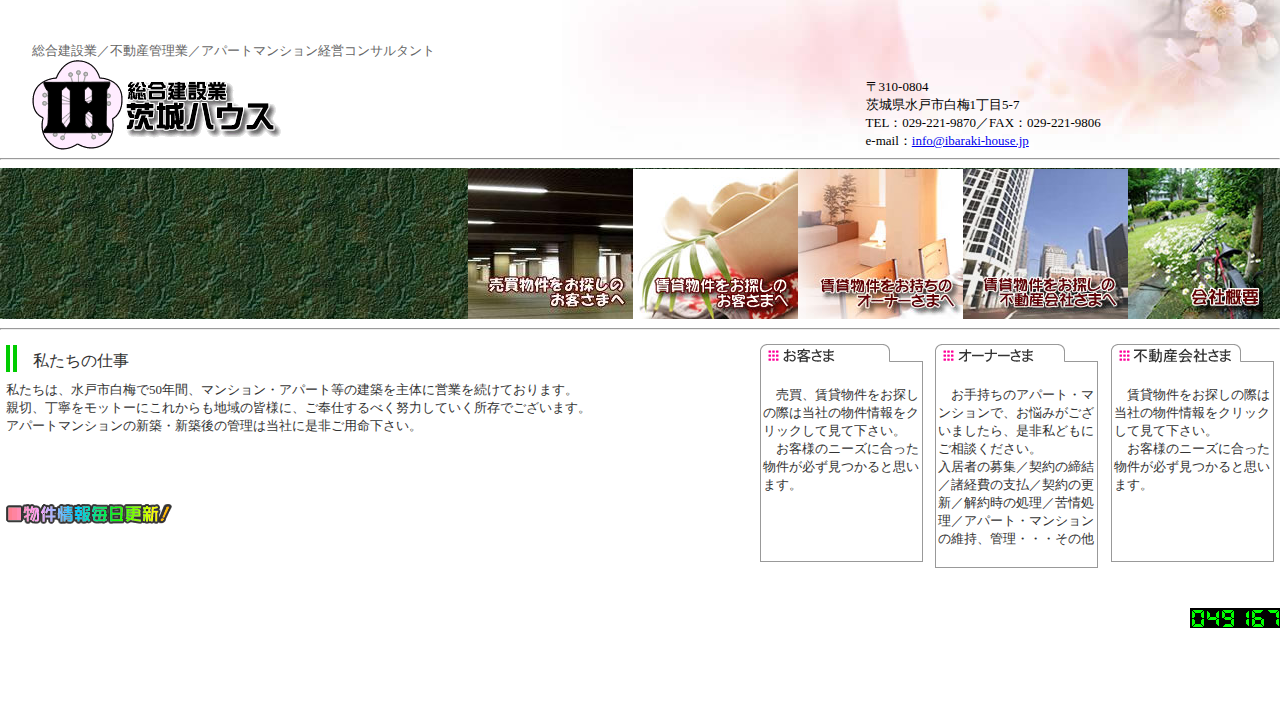 総合建設業／不動産管理業／アパートマンション経営コンサルタント
IH
総合建設業
茨城ハウス
〒310-0804
茨城県水戸市白梅1丁目5-7
TEL：029-221-9870／FAX：029-221-9806
e-mail：info@ibaraki-house.jp
売買物件をお探しの
お客さまへ
賃貸物件をお探しの
お客さまへ
賃貸物件をお持ちの
オーナーさまへ
賃貸物件をお探しの
不動産会社さまへ
会社概要
私たちの仕事
私たちは、水戸市白梅で50年間、マンション・アパート等の建築を主体に営業を続けております。
親切、丁寧をモットーにこれからも地域の皆様に、ご奉仕するべく努力していく所存でございます。
アパートマンションの新築・新築後の管理は当社に是非ご用命下さい。
■物件情報毎日更新！
お客さま
売買、賃貸物件をお探し
の際は当社の物件情報をク
リックして見て下さい。
お客様のニーズに合った
物件が必ず見つかると思い
ます。
オーナーさま
お手持ちのアパート・マ
ンションで、お悩みがござ
いましたら、是非私どもに
ご相談ください。
入居者の募集／契約の締結
／諸経費の支払／契約の更
新／解約時の処理／苦情処
理／アパート・マンション
の維持、管理・・・その他
不動産会社さま
賃貸物件をお探しの際は
当社の物件情報をクリック
して見て下さい。
お客様のニーズに合った
物件が必ず見つかると思い
ます。
049167